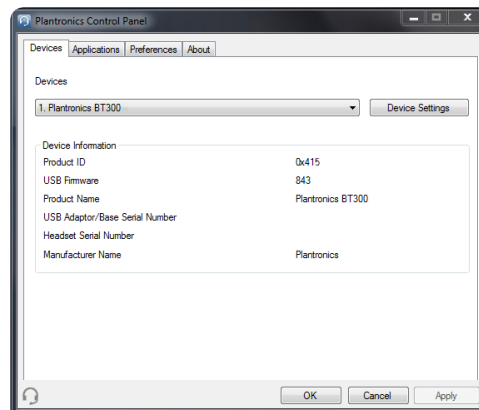 Plantronics Control Panel
Devices Applications Preferences About
Devices
1. Plantronics BT300 Device Settings
Device Information
Product ID 0x415
USB Firmware 843
Product Name Plantronics BT300
USB Adaptor/Base Serial Number
Headset Serial Number
Manufacturer Name Plantronics
OK Cancel Apply